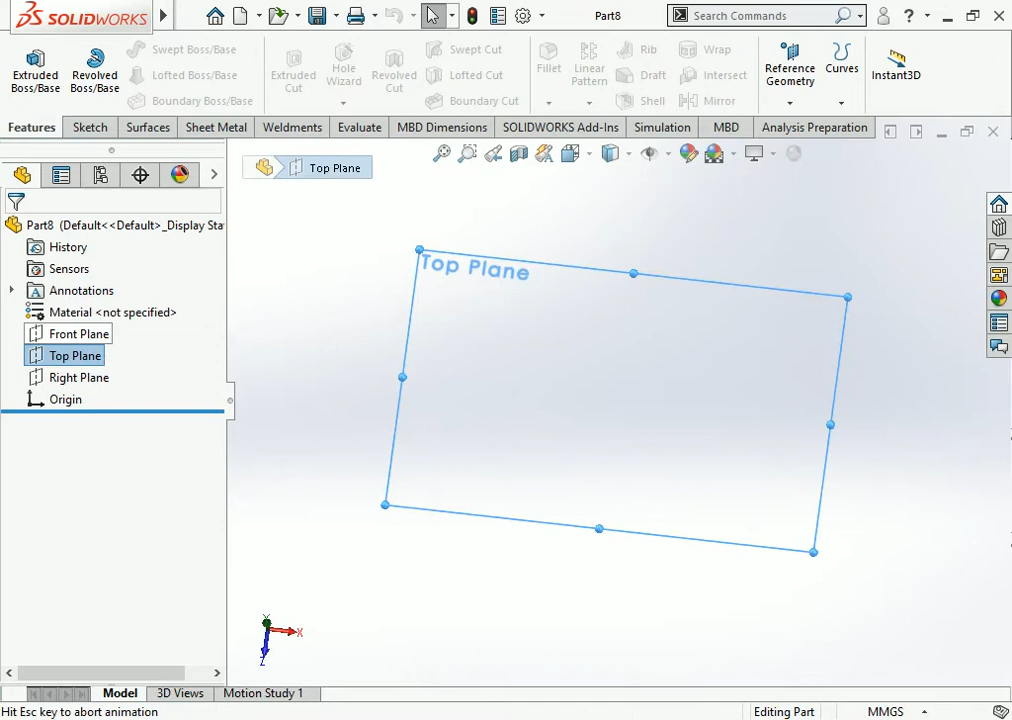 SOLIDWORKS
Part8
Search Commands
?
Extruded Boss/Base
Revolved Boss/Base
Swept Boss/Base
Lofted Boss/Base
Boundary Boss/Base
Extruded Cut
Hole Wizard
Revolved Cut
Swept Cut
Lofted Cut
Boundary Cut
Fillet
Linear Pattern
Rib
Draft
Shell
Wrap
Intersect
Mirror
Reference Geometry
Curves
Instant3D
Features
Sketch
Surfaces
Sheet Metal
Weldments
Evaluate
MBD Dimensions
SOLIDWORKS Add-Ins
Simulation
MBD
Analysis Preparation
Top Plane
Part8 (Default<<Default>_Display Sta
History
Sensors
Annotations
Material <not specified>
Front Plane
Top Plane
Right Plane
Origin
Top Plane
Y
X
Z
Model
3D Views
Motion Study 1
Hit Esc key to abort animation
Editing Part
MMGS